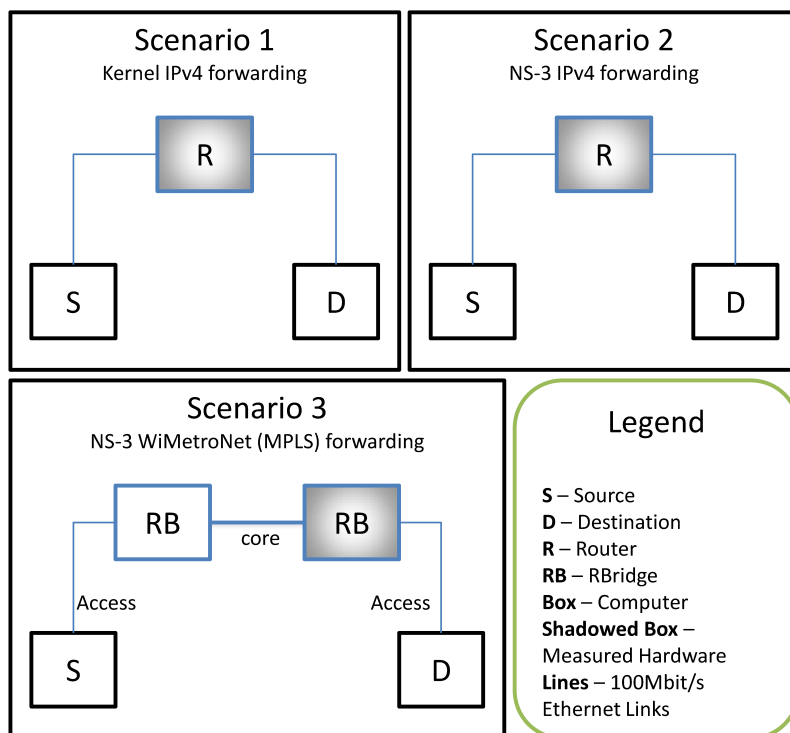 Scenario 1
Kernel IPv4 forwarding
R
S
D
Scenario 2
NS-3 IPv4 forwarding
R
S
D
Scenario 3
NS-3 WiMetroNet (MPLS) forwarding
RB
core
RB
Access
Access
S
D
Legend
S – Source
D – Destination
R – Router
RB – RBridge
Box – Computer
Shadowed Box –
Measured Hardware
Lines – 100Mbit/s
Ethernet Links